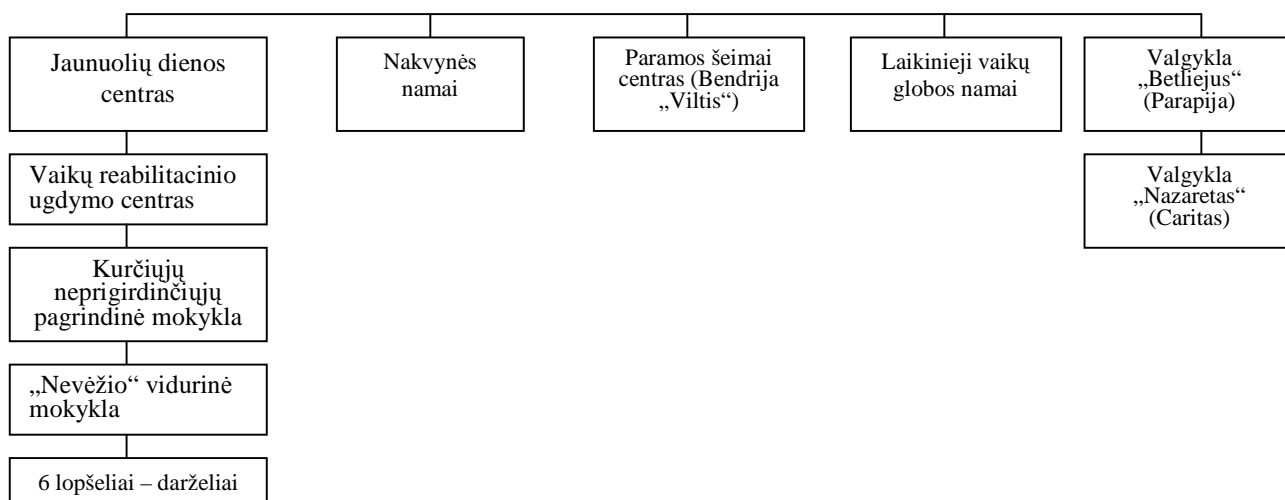 Jaunuolių dienos
centras
Nakvynės
namai
Paramos šeimai
centras (Bendrija
„Viltis“)
Laikinieji vaikų
globos namai
Valgykla
„Betliejus“
(Parapija)
Vaikų reabilitacinio
ugdymo centras
Valgykla
„Nazaretas“
(Caritas)
Kurčiųjų
neprigirdinčiųjų
pagrindinė mokykla
„Nevėžio“ vidurinė
mokykla
6 lopšeliai – darželiai